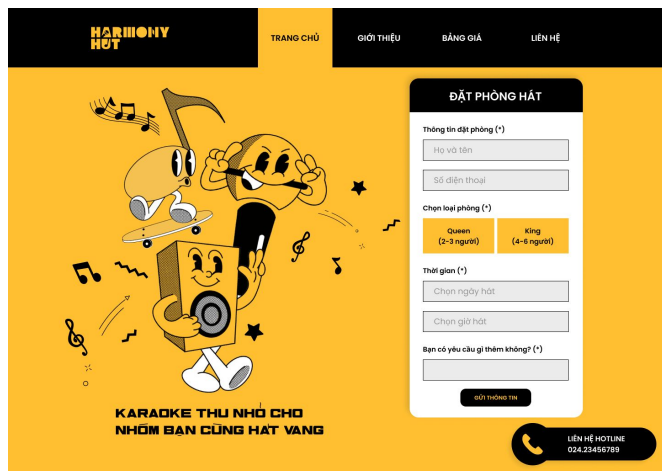 HARMONY
HUT
TRANG CHỦ
GIỚI THIỆU
BẢNG GIÁ
LIÊN HỆ
ĐẶT PHÒNG HÁT
Thông tin đặt phòng (*)
Họ và tên
Số điện thoại
Chọn loại phòng (*)
Queen
(2-3 người)
King
(4-6 người)
Thời gian (*)
Chọn ngày hát
Chọn giờ hát
Bạn có yêu cầu gì thêm không? (*)
GỬI THÔNG TIN
KARAOKE THU NHỎ CHO
NHÓM BẠN CÙNG HÁT VANG
LIÊN HỆ HOTLINE
024.23456789